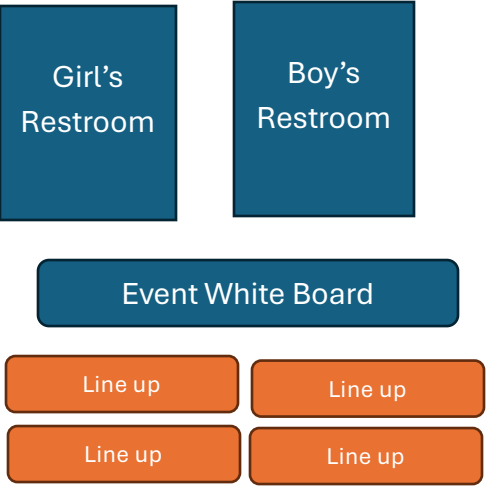 Girl’s
Restroom
Boy’s
Restroom
Event White Board
Line up
Line up
Line up
Line up